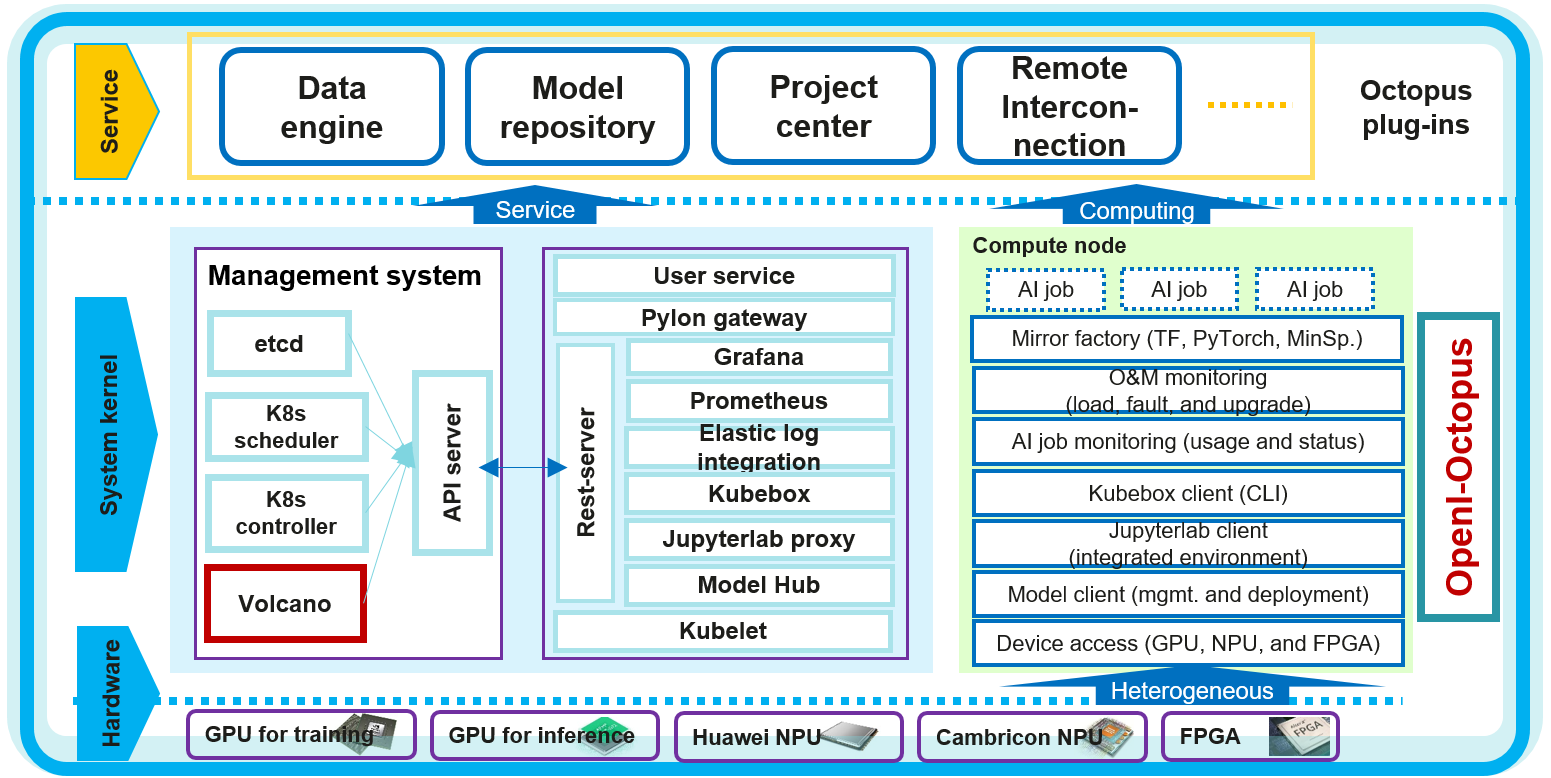 Service
Data
engine
Model
repository
Project
center
Remote
Intercon-
nection
Octopus
plug-ins
Service
Computing
System kernel
Management system
etcd
K8s
scheduler
K8s
controller
Volcano
API server
User service
Pylon gateway
Rest-server
Grafana
Prometheus
Elastic log
integration
Kubebox
Jupyterlab proxy
Model Hub
Kubelet
Compute node
AI job
AI job
AI job
Mirror factory (TF, PyTorch, MinSp.)
O&M monitoring
(load, fault, and upgrade)
AI job monitoring (usage and status)
Kubebox client (CLI)
Jupyterlab client
(integrated environment)
Model client (mgmt. and deployment)
Device access (GPU, NPU, and FPGA)
OpenI-Octopus
Heterogeneous
Hardware
GPU for training
GPU for inference
Huawei NPU
Cambricon NPU
FPGA
FPGA